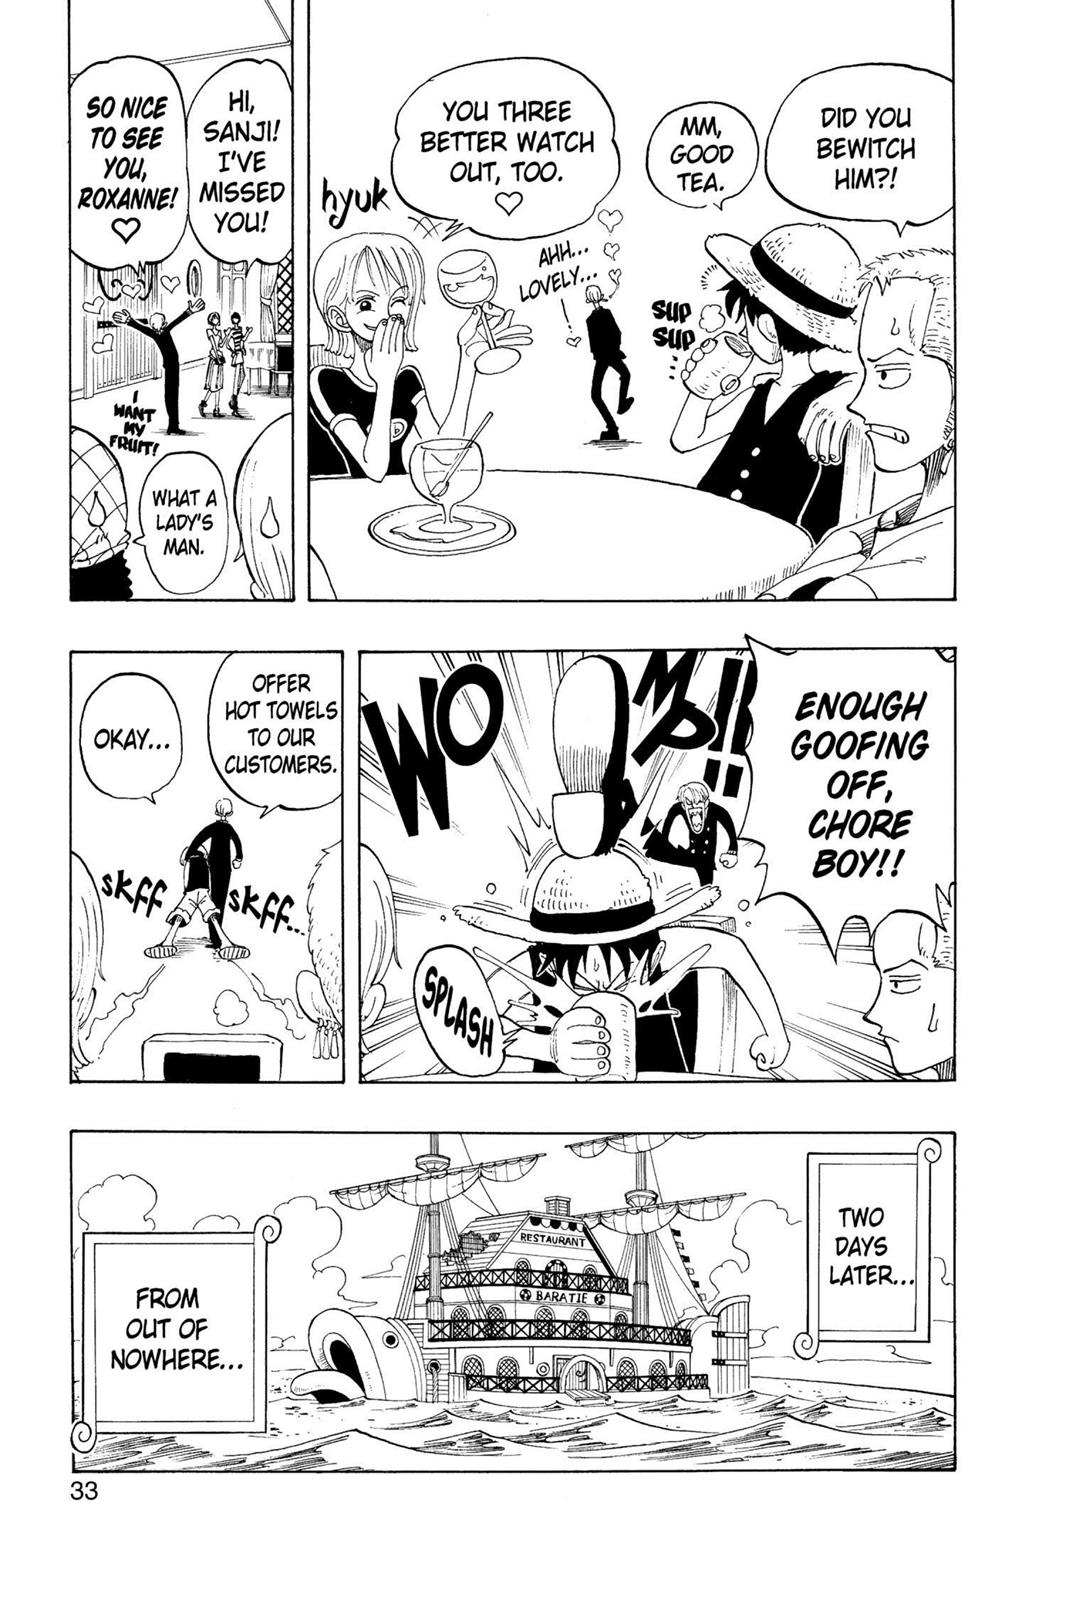 DID YOU
BEWITCH
HIM?!
MM,
GOOD
TEA.
SUP
SUP
YOU THREE
BETTER WATCH
OUT, TOO.
♡
AHH...
LOVELY...
hyuk
HI,
SANJI!
I'VE
MISSED
YOU!
SO NICE
TO SEE
YOU,
ROXANNE!
♡
I
WANT
MY
FRUIT!
WHAT A
LADY'S
MAN.
ENOUGH
GOOFING
OFF,
CHORE
BOY!!
WOMP!!
SPLASH
OFFER
HOT TOWELS
TO OUR
CUSTOMERS.
OKAY...
SKFF
SKFF...
TWO
DAYS
LATER...
RESTAURANT
BARATIE
FROM
OUT OF
NOWHERE...
33